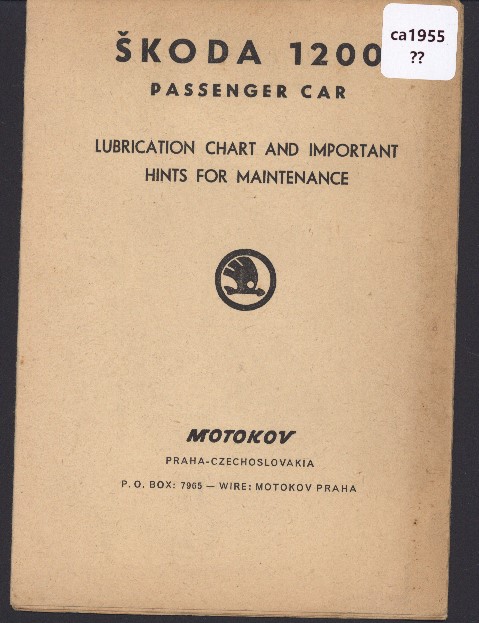 ca1955
??
ŠKODA 1200
PASSENGER CAR
LUBRICATION CHART AND IMPORTANT
HINTS FOR MAINTENANCE
MOTOKOV
PRAHA-CZECHOSLOVAKIA
P. O. BOX: 7965 — WIRE: MOTOKOV PRAHA